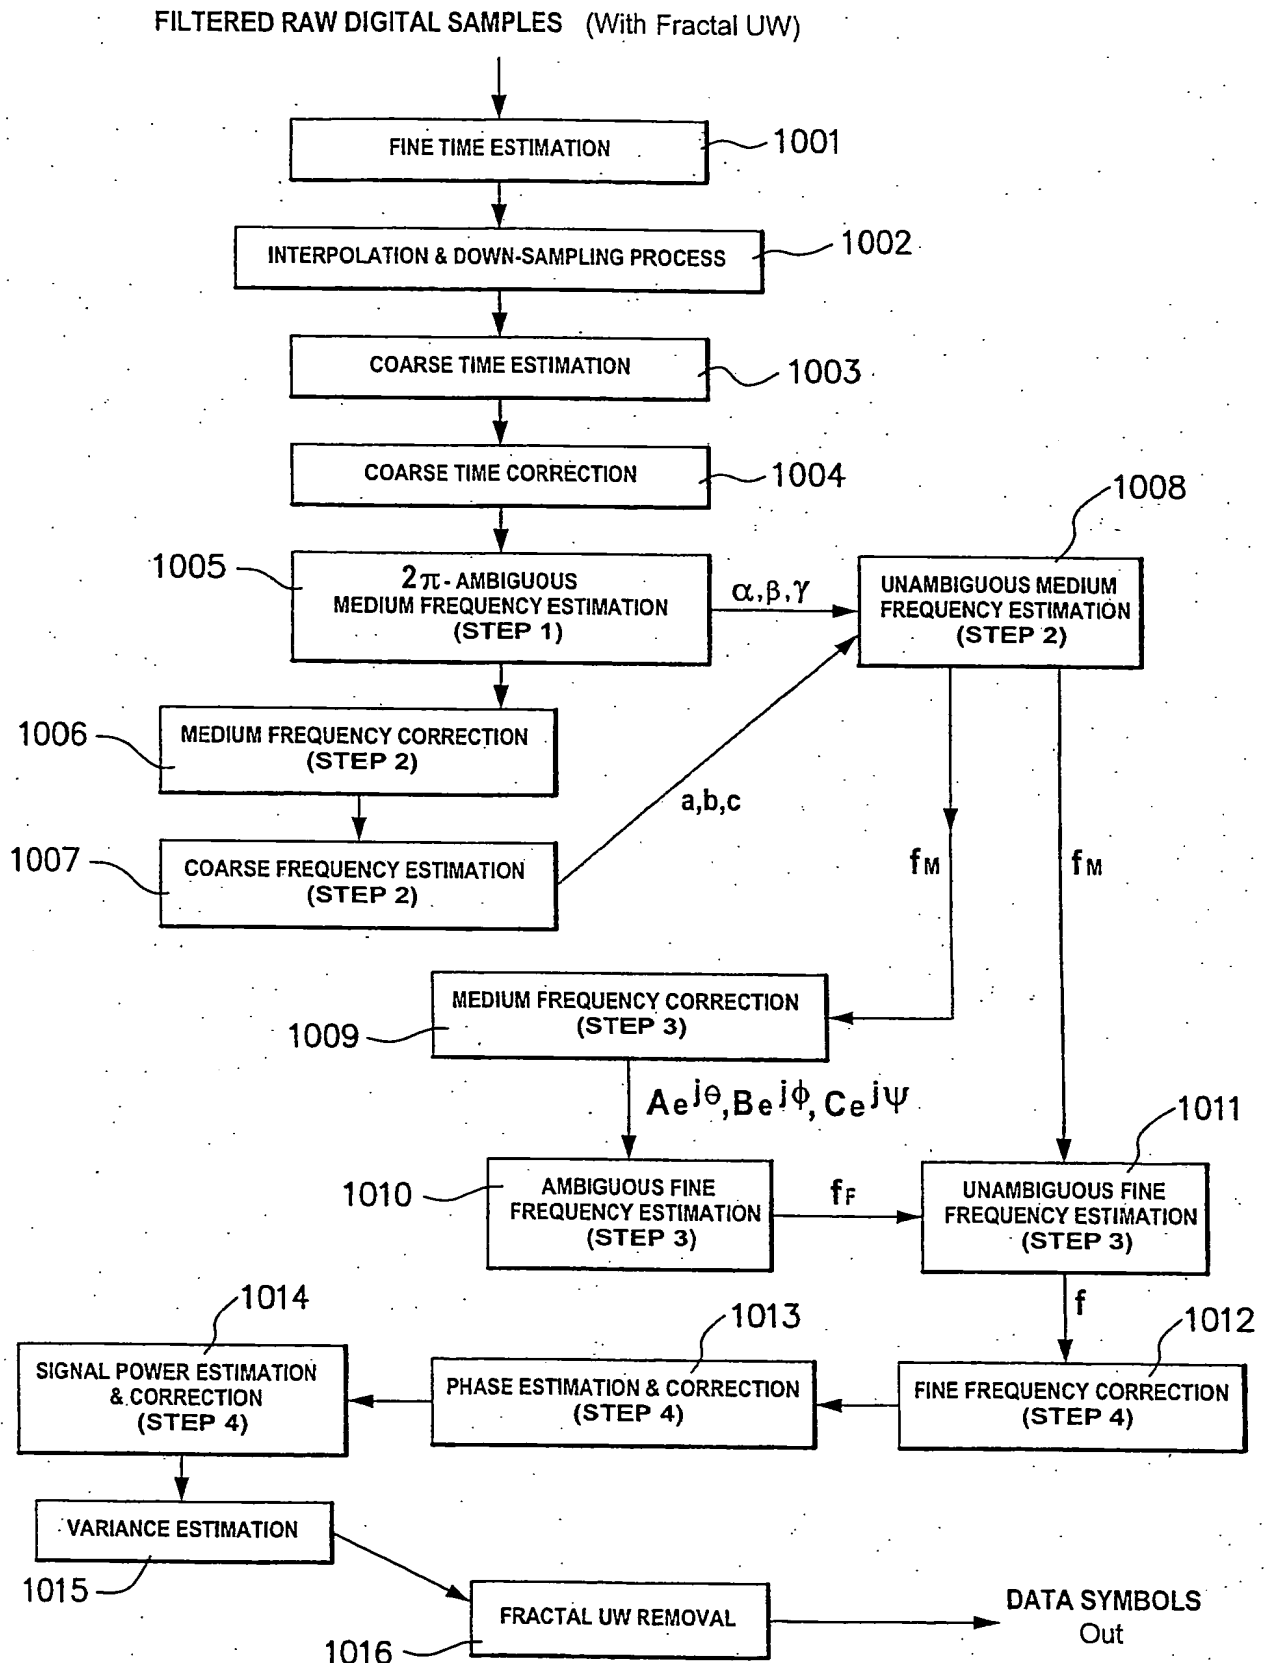 FILTERED RAW DIGITAL SAMPLES (With Fractal UW)
FINE TIME ESTIMATION
1001
INTERPOLATION & DOWN-SAMPLING PROCESS
1002
COARSE TIME ESTIMATION
1003
COARSE TIME CORRECTION
1004
1005
2π- AMBIGUOUS
MEDIUM FREQUENCY ESTIMATION
(STEP 1)
α,β,γ
1008
UNAMBIGUOUS MEDIUM
FREQUENCY ESTIMATION
(STEP 2)
1006
MEDIUM FREQUENCY CORRECTION
(STEP 2)
a,b,c
1007
COARSE FREQUENCY ESTIMATION
(STEP 2)
fM
fM
MEDIUM FREQUENCY CORRECTION
(STEP 3)
1009
Ae^jθ, Be^jϕ, Ce^jψ
1010
AMBIGUOUS FINE
FREQUENCY ESTIMATION
(STEP 3)
fF
1011
UNAMBIGUOUS FINE
FREQUENCY ESTIMATION
(STEP 3)
f
1014
SIGNAL POWER ESTIMATION
& CORRECTION
(STEP 4)
1013
PHASE ESTIMATION & CORRECTION
(STEP 4)
1012
FINE FREQUENCY CORRECTION
(STEP 4)
VARIANCE ESTIMATION
1015
FRACTAL UW REMOVAL
1016
DATA SYMBOLS
Out